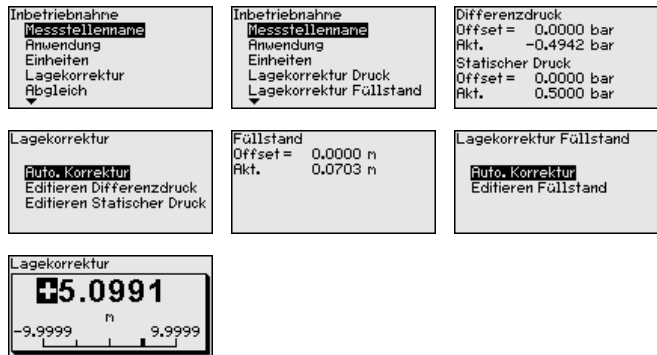 Inbetriebnahme
Messstellenname
Anwendung
Einheiten
Lagekorrektur
Abgleich
Inbetriebnahme
Messstellenname
Anwendung
Einheiten
Lagekorrektur Druck
Lagekorrektur Füllstand
Differenzdruck
Offset = 0.0000 bar
Akt. -0.4942 bar
Statischer Druck
Offset = 0.0000 bar
Akt. 0.5000 bar
Lagekorrektur
Auto. Korrektur
Editieren Differenzdruck
Editieren Statischer Druck
Füllstand
Offset = 0.0000 m
Akt. 0.0703 m
Lagekorrektur Füllstand
Auto. Korrektur
Editieren Füllstand
Lagekorrektur
+5.0991
m
-9.9999 9.9999